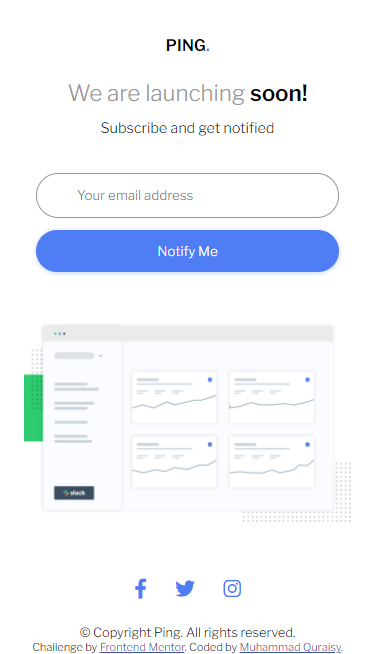 PING.
We are launching soon!
Subscribe and get notified
Your email address
Notify Me
slack
© Copyright Ping. All rights reserved.
Challenge by Frontend Mentor. Coded by Muhammad Quraisy.